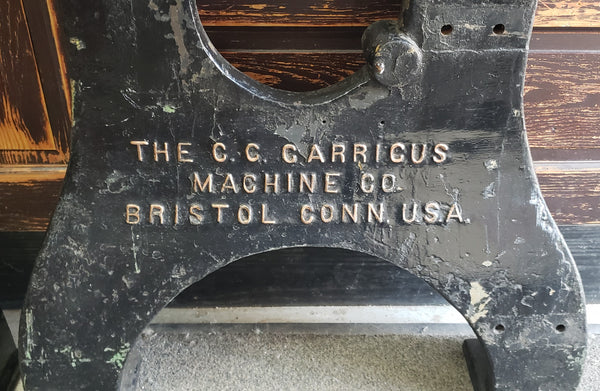 THE C. C. GARRIGUS
MACHINE CO.
BRISTOL CONN. U.S.A.